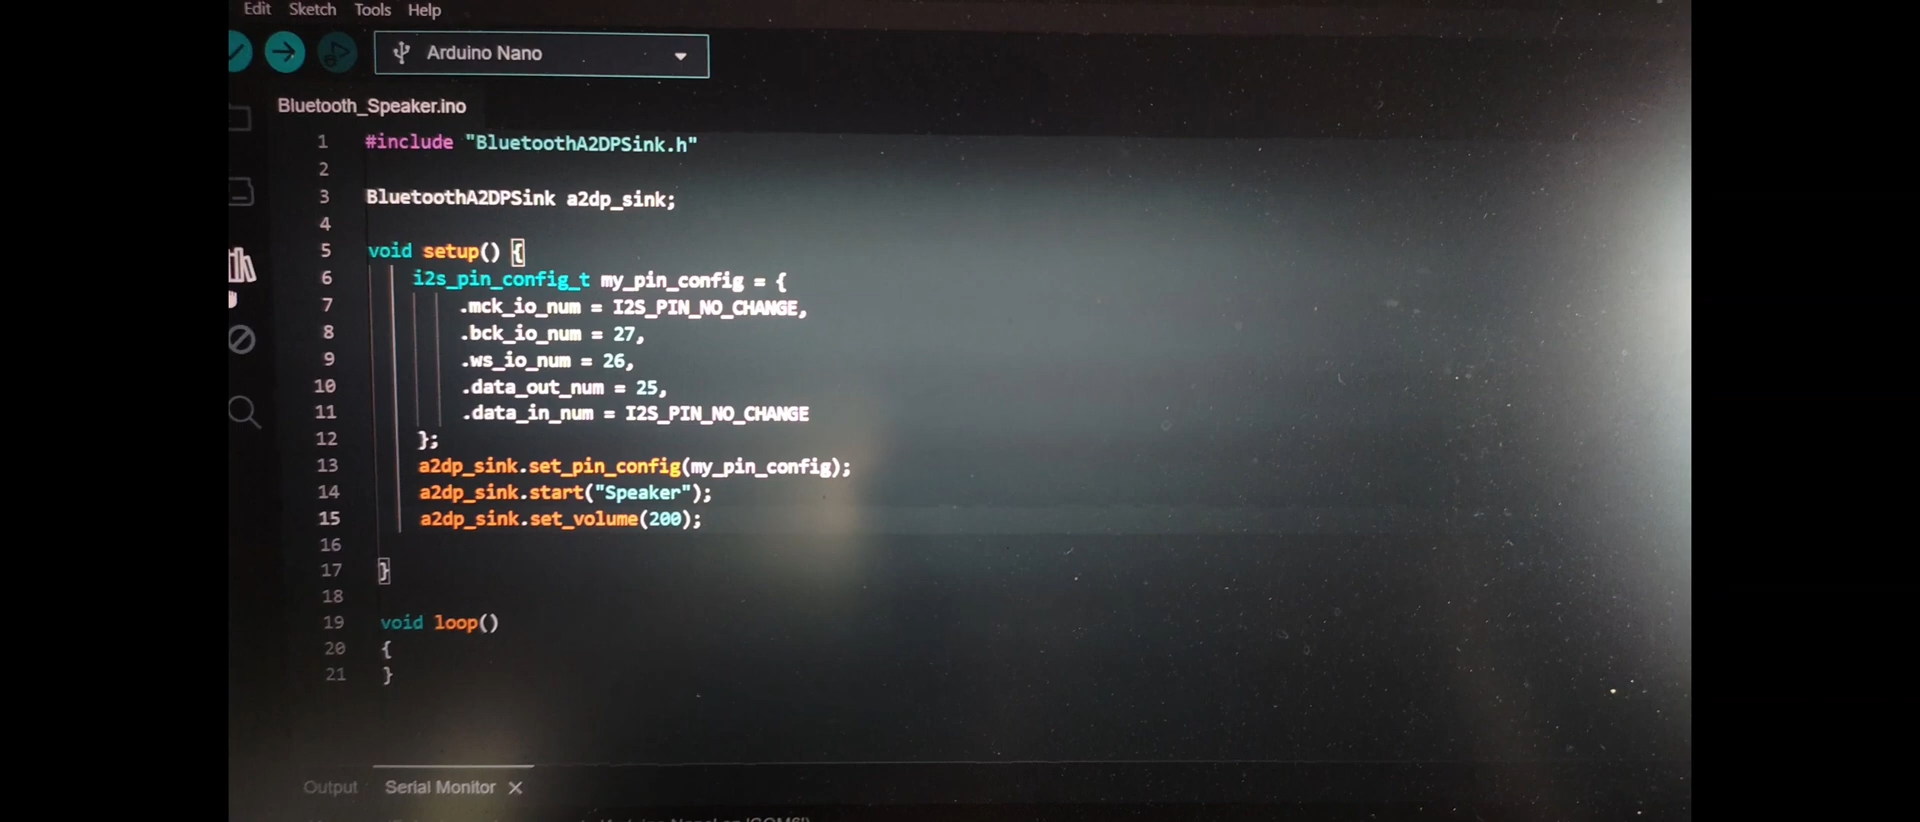 Edit Sketch Tools Help
Arduino Nano
Bluetooth_Speaker.ino
1 #include "BluetoothA2DPSink.h"
2
3 BluetoothA2DPSink a2dp_sink;
4
5 void setup() {
6 i2s_pin_config_t my_pin_config = {
7 .mck_io_num = I2S_PIN_NO_CHANGE,
8 .bck_io_num = 27,
9 .ws_io_num = 26,
10 .data_out_num = 25,
11 .data_in_num = I2S_PIN_NO_CHANGE
12 };
13 a2dp_sink.set_pin_config(my_pin_config);
14 a2dp_sink.start("Speaker");
15 a2dp_sink.set_volume(200);
16
17 }
18
19 void loop()
20 {
21 }
Output Serial Monitor